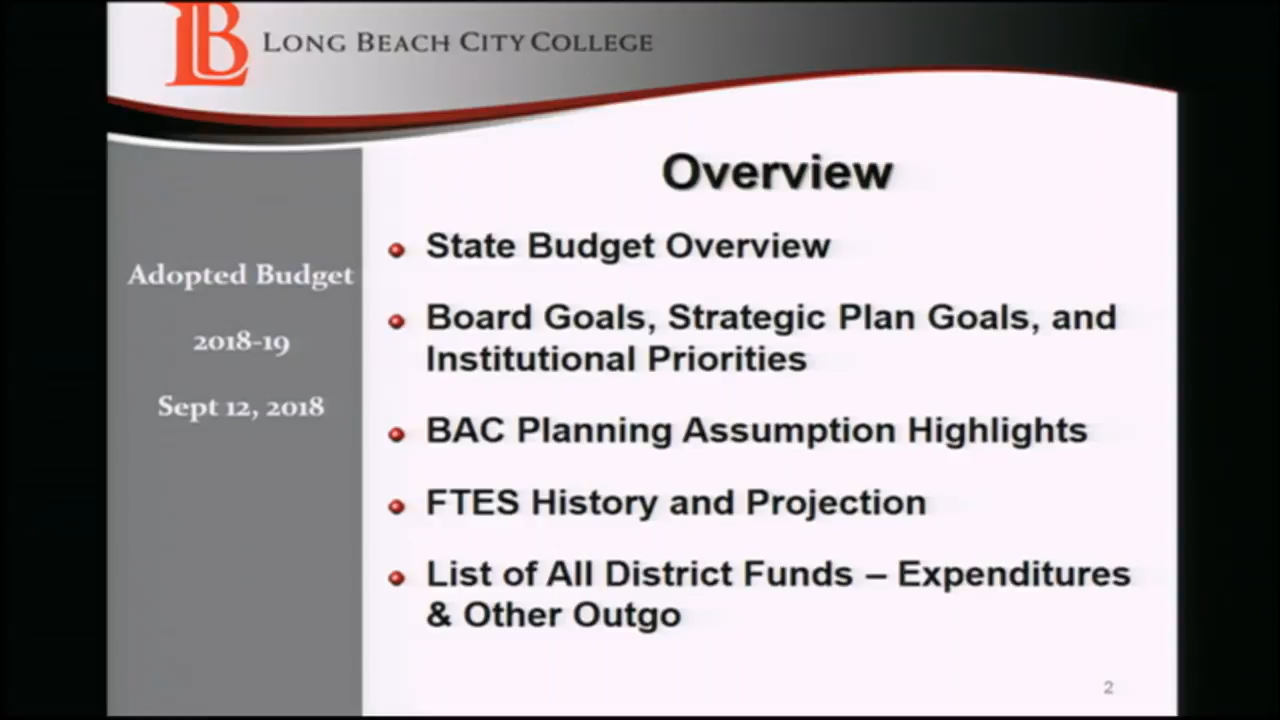 LB
LONG BEACH CITY COLLEGE
Overview
Adopted Budget
2018-19
Sept 12, 2018
State Budget Overview
Board Goals, Strategic Plan Goals, and
Institutional Priorities
BAC Planning Assumption Highlights
FTES History and Projection
List of All District Funds – Expenditures
& Other Outgo
2